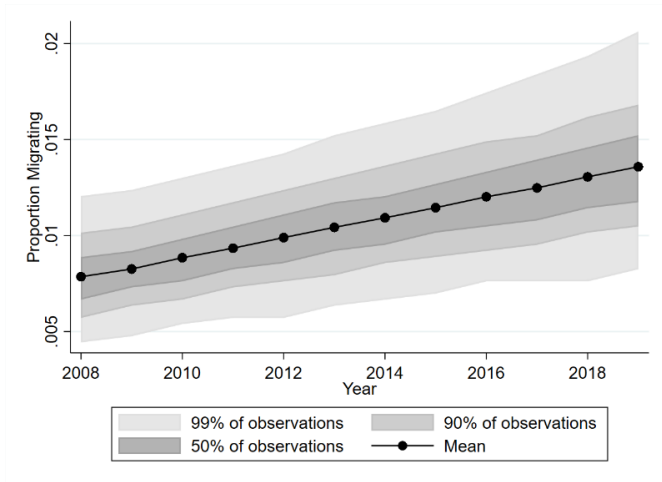 Proportion Migrating
.02
.015
.01
.005
2008 2010 2012 2014 2016 2018
Year
99% of observations 90% of observations
50% of observations Mean